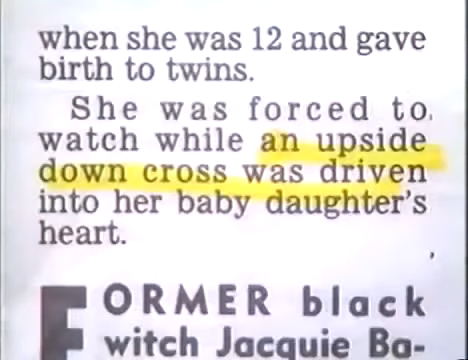 when she was 12 and gave
birth to twins.
She was forced to
watch while an upside
down cross was driven
into her baby daughter's
heart.
FORMER black
witch Jacquie Ba-